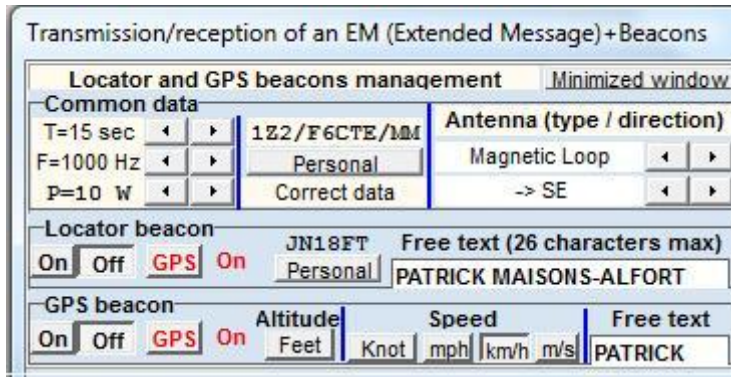 Transmission/reception of an EM (Extended Message)+Beacons
Locator and GPS beacons management Minimized window
Common data
T=15 sec 1Z2/F6CTE/MM Antenna (type / direction)
F=1000 Hz Personal Magnetic Loop
P=10 W Correct data -> SE
Locator beacon JN18FT Free text (26 characters max)
On Off GPS On Personal PATRICK MAISONS-ALFORT
GPS beacon Altitude Speed Free text
On Off GPS On Feet Knot mph km/h m/s PATRICK